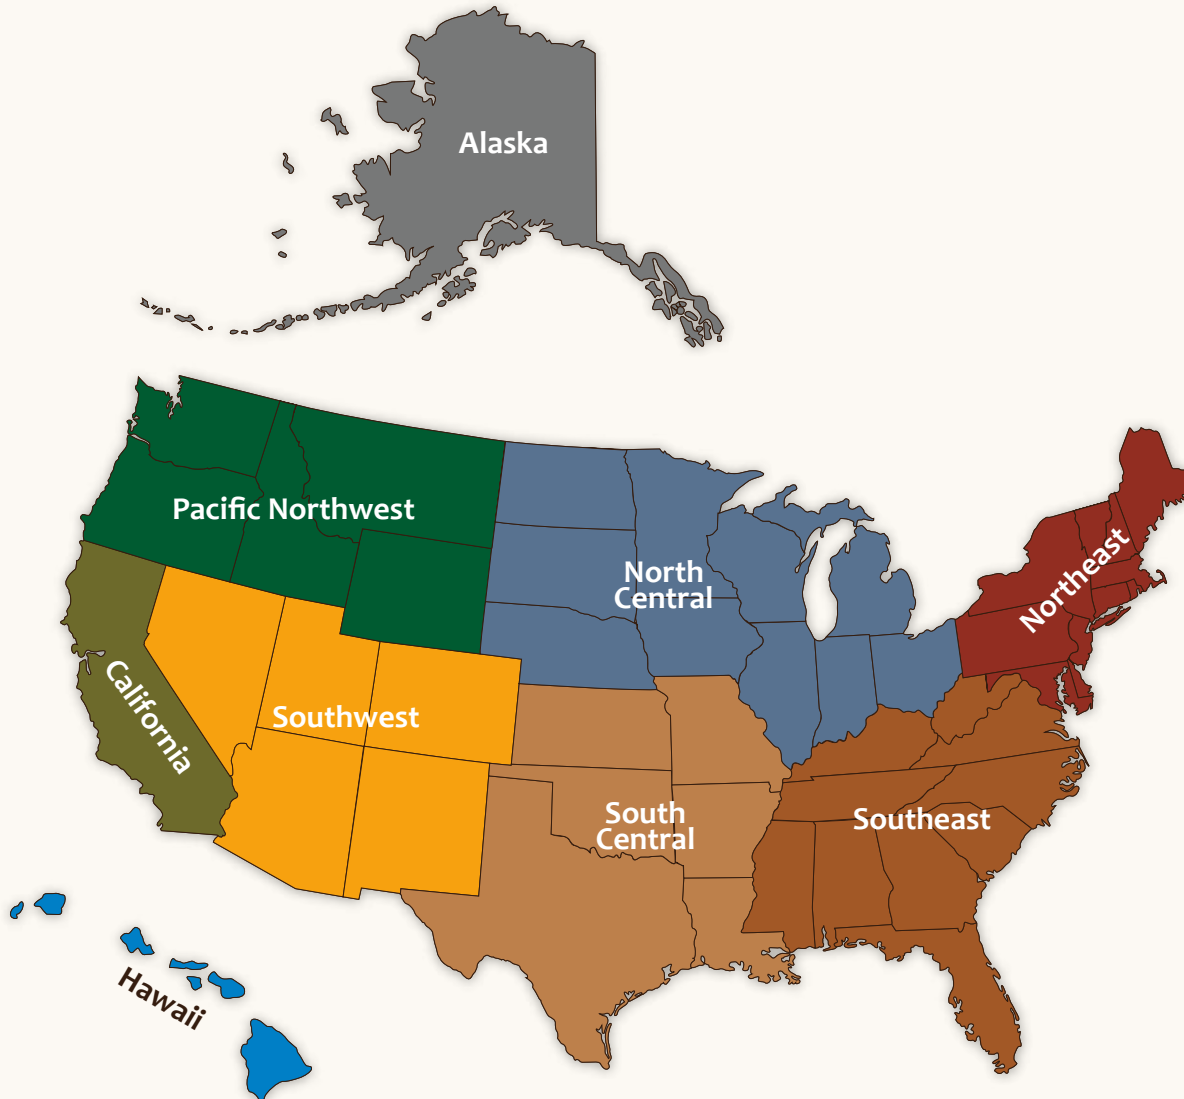 Alaska
Pacific Northwest
North
Central
Northeast
California
Southwest
South
Central
Southeast
Hawaii